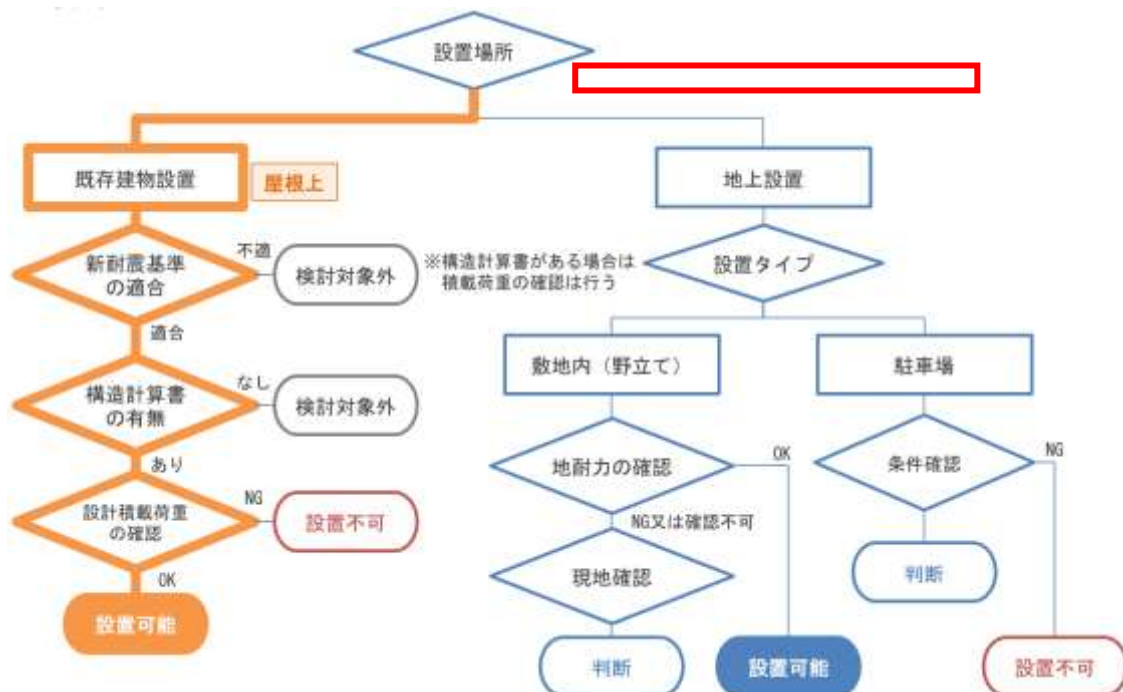 設置場所
既存建物設置
屋根上
地上設置
新耐震基準
の適合
不適
検討対象外
※構造計算書がある場合は
積載荷重の確認は行う
設置タイプ
適合
敷地内（野立て）
駐車場
構造計算書
の有無
なし
検討対象外
地耐力の確認
OK
条件確認
NG
あり
設計積載荷重
の確認
NG
設置不可
NG又は確認不可
現地確認
判断
OK
設置可能
判断
設置可能
設置不可